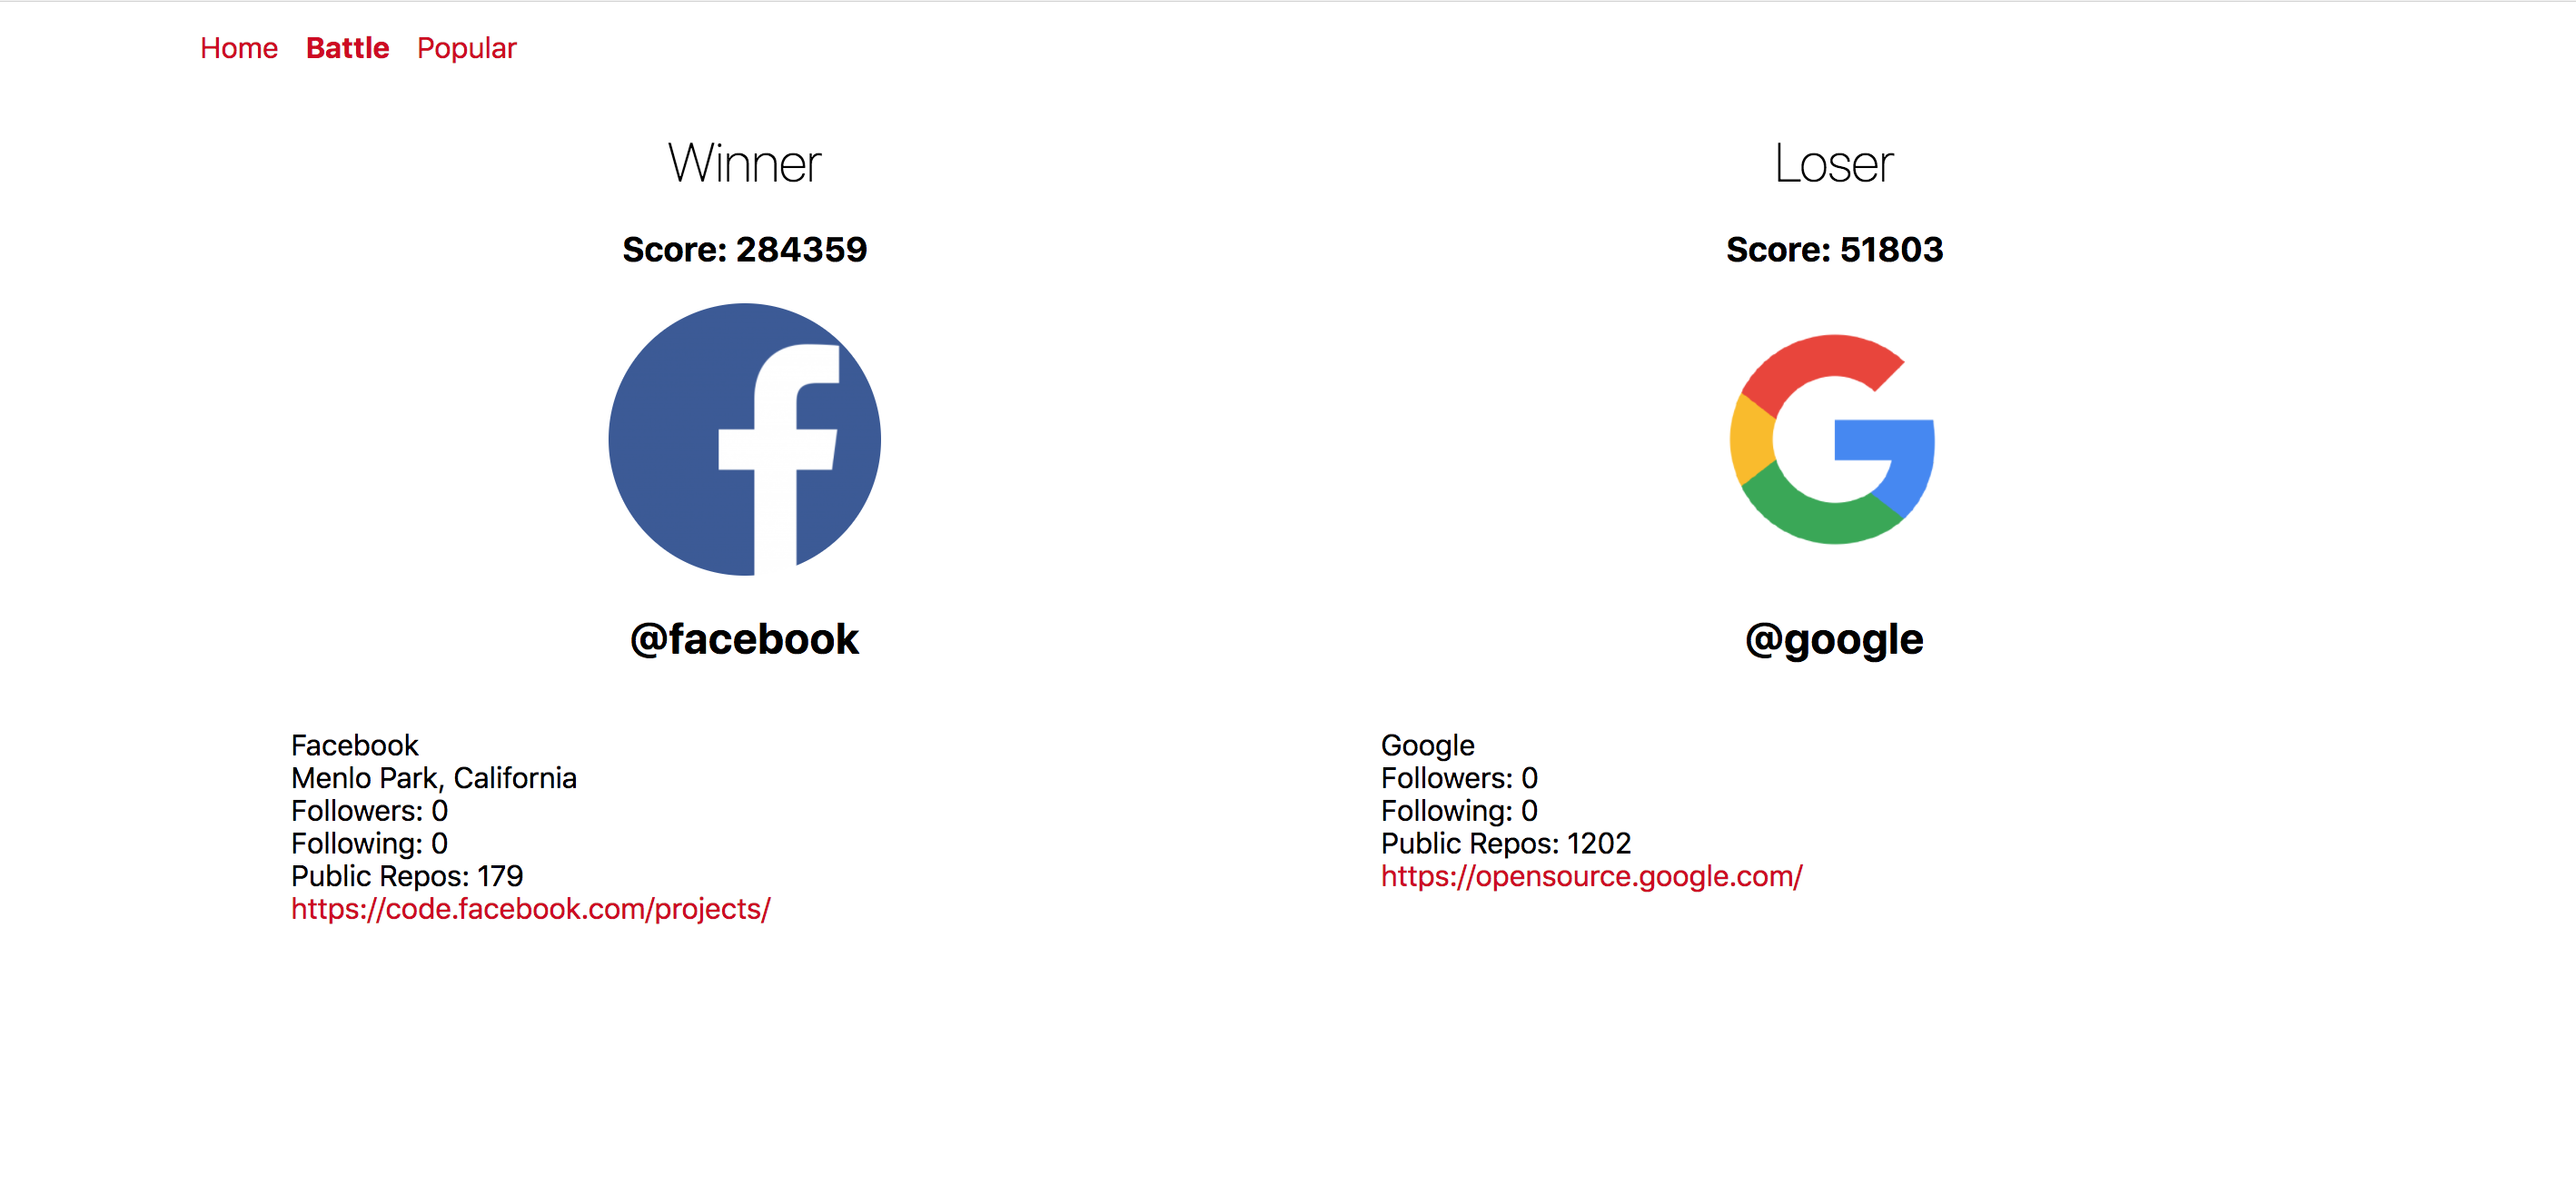 Home Battle Popular
Winner
Score: 284359
@facebook
Facebook
Menlo Park, California
Followers: 0
Following: 0
Public Repos: 179
https://code.facebook.com/projects/
Loser
Score: 51803
@google
Google
Followers: 0
Following: 0
Public Repos: 1202
https://opensource.google.com/